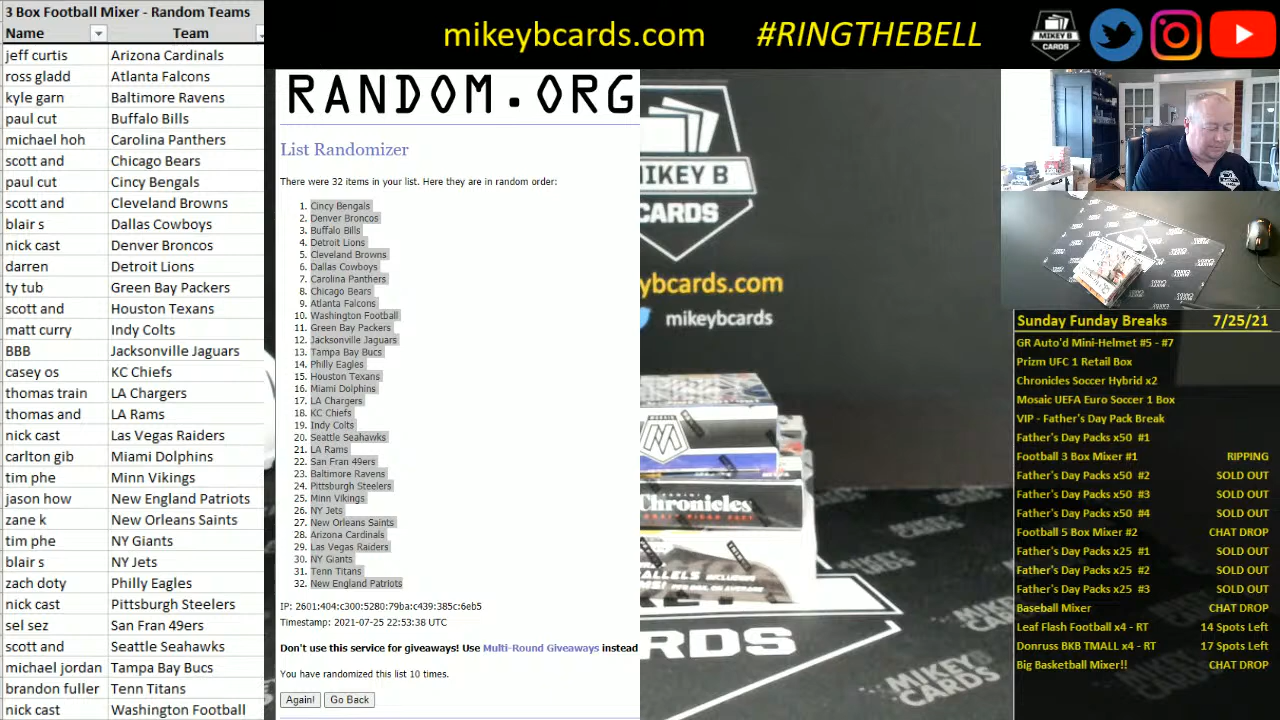 3 Box Football Mixer - Random Teams
Name Team
jeff curtis Arizona Cardinals
ross gladd Atlanta Falcons
kyle garn Baltimore Ravens
paul cut Buffalo Bills
michael hoh Carolina Panthers
scott and Chicago Bears
paul cut Cincy Bengals
scott and Cleveland Browns
blair s Dallas Cowboys
nick cast Denver Broncos
darren Detroit Lions
ty tub Green Bay Packers
scott and Houston Texans
matt curry Indy Colts
BBB Jacksonville Jaguars
casey os KC Chiefs
thomas train LA Chargers
thomas and LA Rams
nick cast Las Vegas Raiders
carlton gib Miami Dolphins
tim phe Minn Vikings
jason how New England Patriots
zane k New Orleans Saints
tim phe NY Giants
blair s NY Jets
zach doty Philly Eagles
nick cast Pittsburgh Steelers
sel sez San Fran 49ers
scott and Seattle Seahawks
michael jordan Tampa Bay Bucs
brandon fuller Tenn Titans
nick cast Washington Football
mikeybcards.com #RINGTHEBELL
MIKEY B
CARDS
RANDOM.ORG
List Randomizer
There were 32 items in your list. Here they are in random order:
1. Cincy Bengals
2. Denver Broncos
3. Buffalo Bills
4. Detroit Lions
5. Cleveland Browns
6. Dallas Cowboys
7. Carolina Panthers
8. Chicago Bears
9. Atlanta Falcons
10. Washington Football
11. Green Bay Packers
12. Jacksonville Jaguars
13. Tampa Bay Bucs
14. Philly Eagles
15. Houston Texans
16. Miami Dolphins
17. LA Chargers
18. KC Chiefs
19. Indy Colts
20. Seattle Seahawks
21. LA Rams
22. San Fran 49ers
23. Baltimore Ravens
24. Pittsburgh Steelers
25. Minn Vikings
26. NY Jets
27. New Orleans Saints
28. Arizona Cardinals
29. Las Vegas Raiders
30. NY Giants
31. Tenn Titans
32. New England Patriots
IP: 2601:404:c300:5280:79ba:c439:385c:6eb5
Timestamp: 2021-07-25 22:53:38 UTC
Don't use this service for giveaways! Use Multi-Round Giveaways instead
You have randomized this list 10 times.
Again! Go Back
MIKEY B
CARDS
ybcards.com
mikeybcards
Chronicles
CARDS
MIKEY B
CARDS
Sunday Funday Breaks 7/25/21
GR Auto'd Mini-Helmet #5 - #7
Prizm UFC 1 Retail Box
Chronicles Soccer Hybrid x2
Mosaic UEFA Euro Soccer 1 Box
VIP - Father's Day Pack Break
Father's Day Packs x50 #1
Football 3 Box Mixer #1 RIPPING
Father's Day Packs x50 #2 SOLD OUT
Father's Day Packs x50 #3 SOLD OUT
Father's Day Packs x50 #4 SOLD OUT
Football 5 Box Mixer #2 CHAT DROP
Father's Day Packs x25 #1 SOLD OUT
Father's Day Packs x25 #2 SOLD OUT
Father's Day Packs x25 #3 SOLD OUT
Baseball Mixer CHAT DROP
Leaf Flash Football x4 - RT 14 Spots Left
Donruss BKB TMALL x4 - RT 17 Spots Left
Big Basketball Mixer!! CHAT DROP